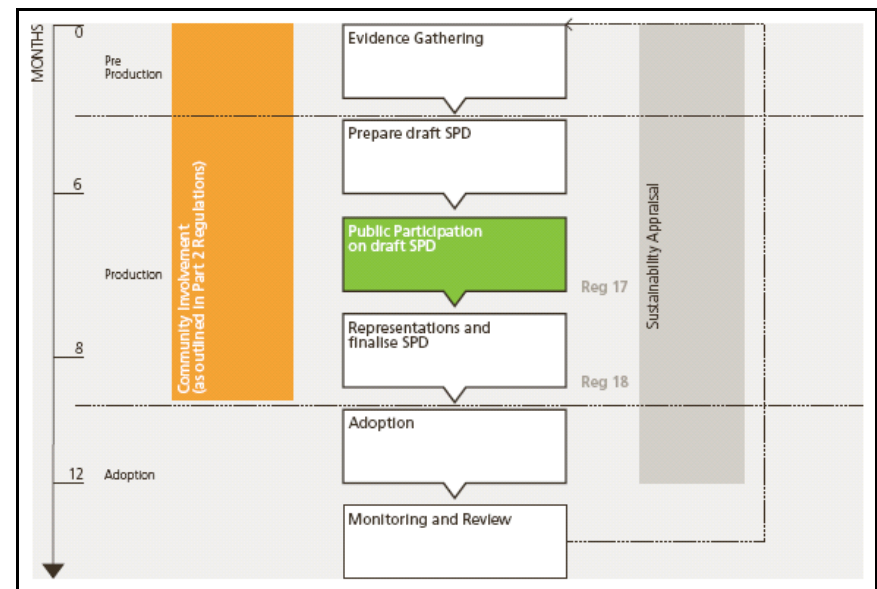 MONTHS
0
Pre
Production
Evidence Gathering
Prepare draft SPD
6
Community Involvement
(as outlined in Part 2 Regulations)
Public Participation
on draft SPD
Sustainability Appraisal
Production
Reg 17
Representations and
finalise SPD
8
Reg 18
Adoption
12
Adoption
Monitoring and Review